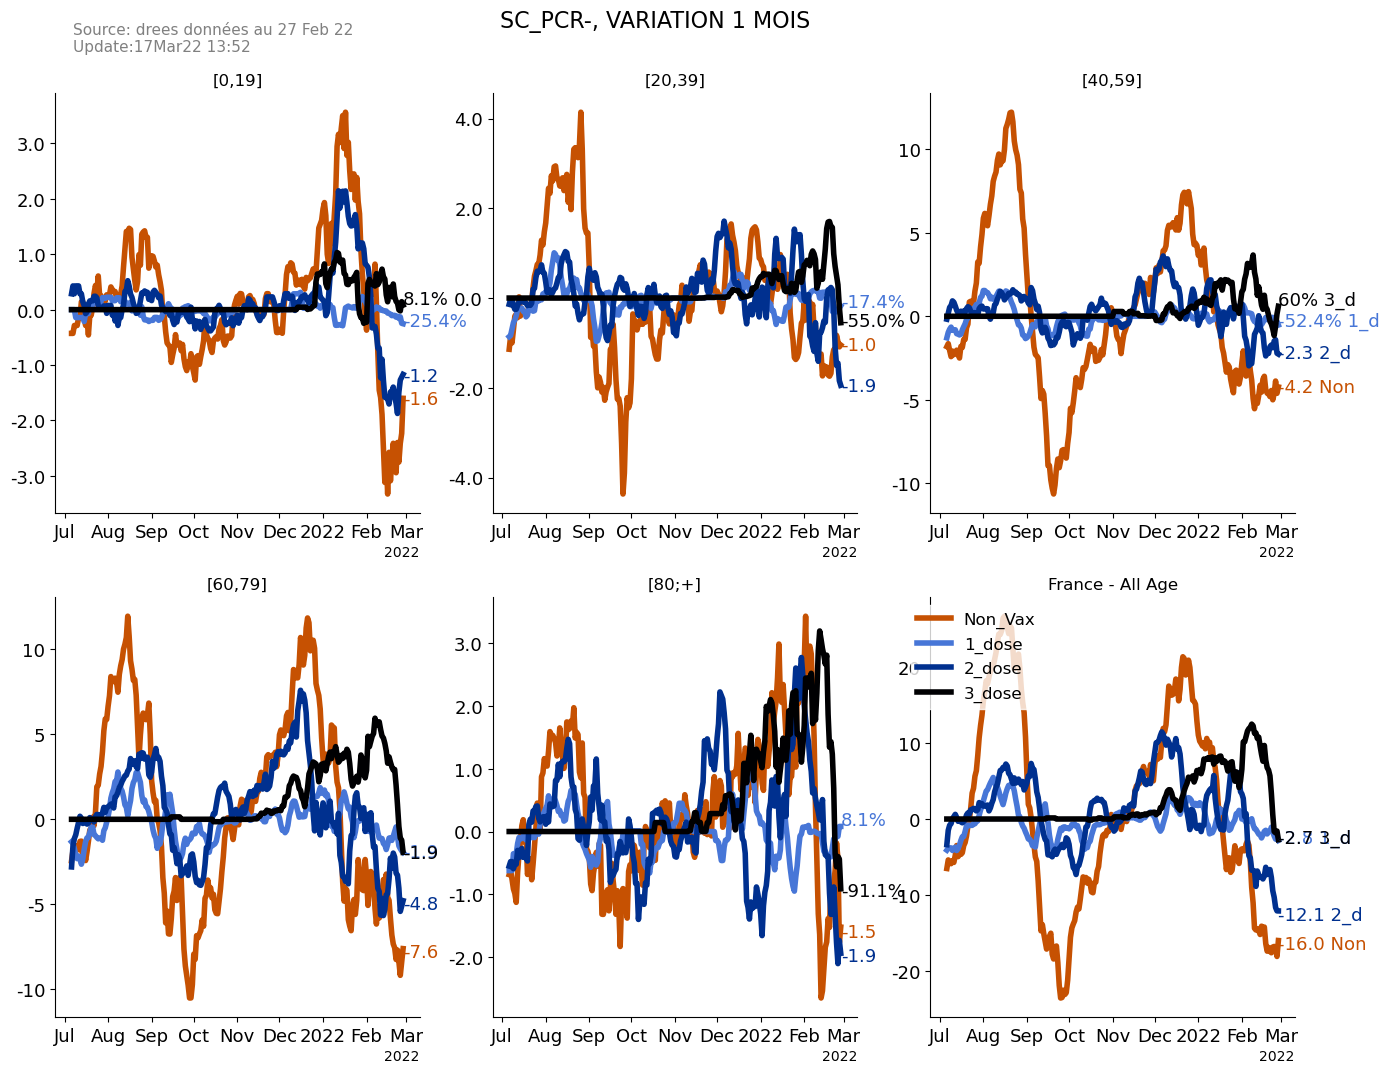 SC_PCR-, VARIATION 1 MOIS
Source: drees données au 27 Feb 22
Update:17Mar22 13:52
[0,19]
3.0
2.0
1.0
0.0
-1.0
-2.0
-3.0
8.1%
-25.4%
-1.2
-1.6
Jul Aug Sep Oct Nov Dec 2022 Feb Mar
2022
[20,39]
4.0
2.0
0.0
-2.0
-4.0
-17.4%
-55.0%
-1.0
-1.9
Jul Aug Sep Oct Nov Dec 2022 Feb Mar
2022
[40,59]
10
5
0
-5
-10
60% 3_d
-52.4% 1_d
-2.3 2_d
-4.2 Non
Jul Aug Sep Oct Nov Dec 2022 Feb Mar
2022
[60,79]
10
5
0
-5
-10
-1.9
-4.8
-7.6
Jul Aug Sep Oct Nov Dec 2022 Feb Mar
2022
[80;+]
3.0
2.0
1.0
0.0
-1.0
-2.0
8.1%
-91.1%
-1.5
-1.9
Jul Aug Sep Oct Nov Dec 2022 Feb Mar
2022
France - All Age
Non_Vax
1_dose
2_dose
3_dose
20
10
0
-10
-20
-12.1 2_d
-16.0 Non
Jul Aug Sep Oct Nov Dec 2022 Feb Mar
2022